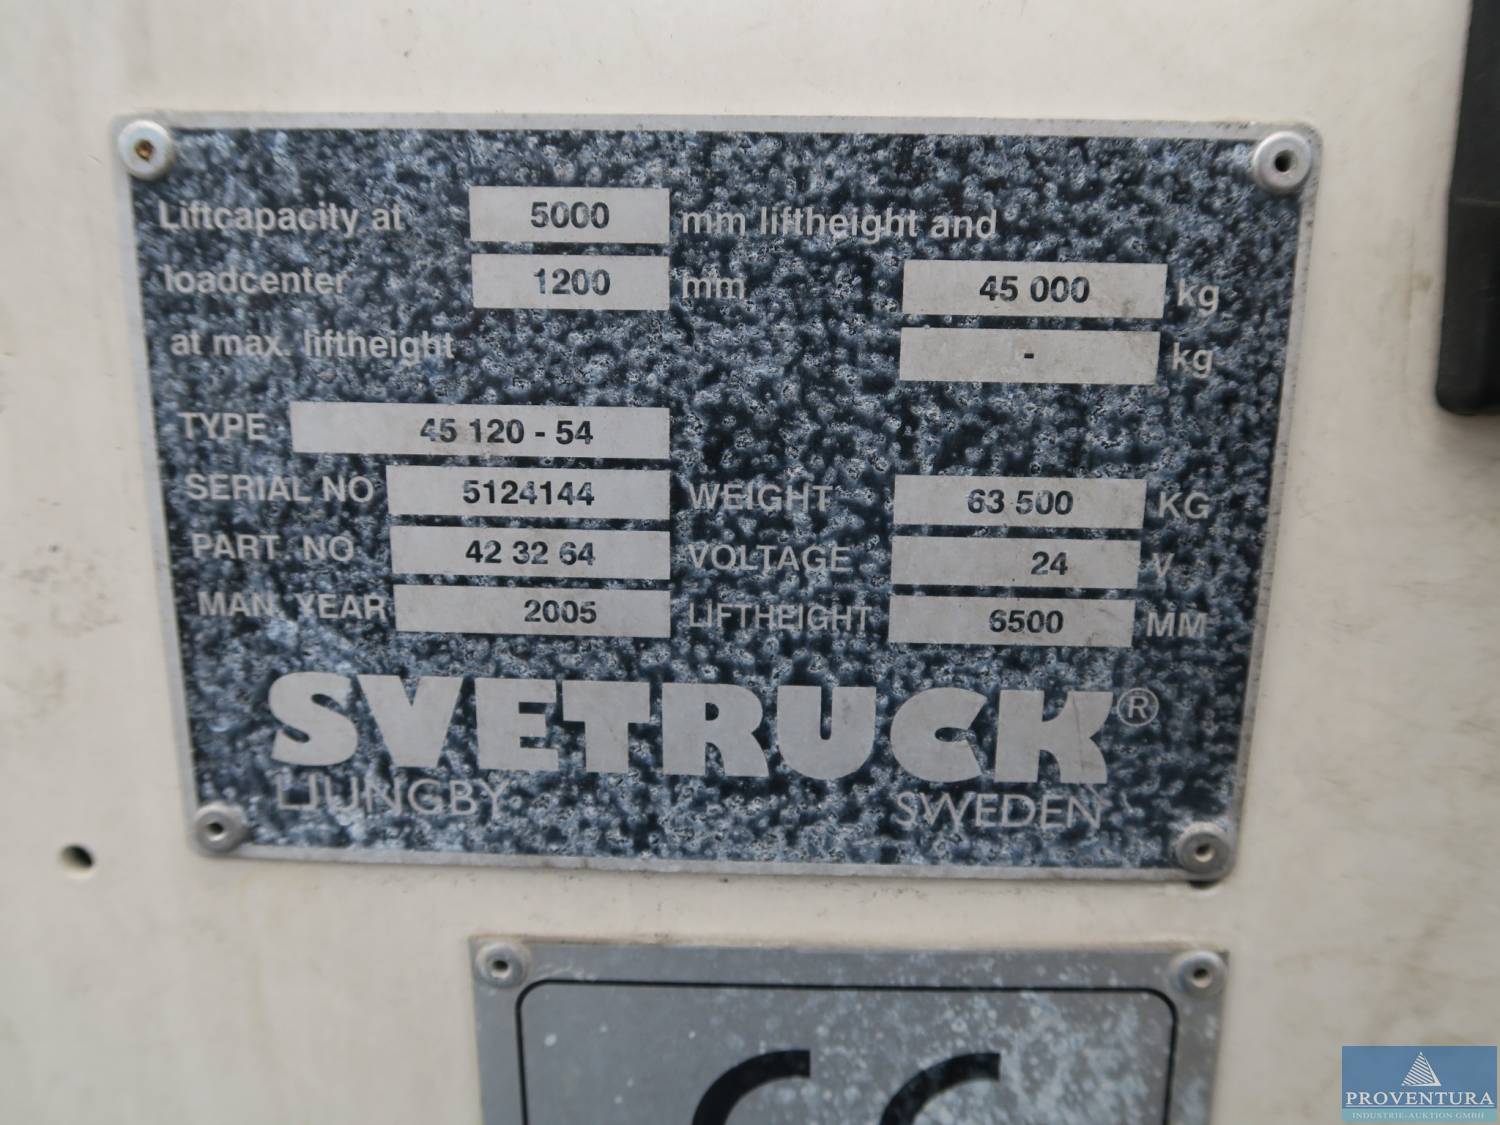 Liftcapacity at 5000 mm liftheight and
loadcenter 1200 mm 45 000 kg
at max. liftheight - kg
TYPE 45 120 - 54
SERIAL NO 5124144 WEIGHT 63 500 KG
PART. NO 42 32 64 VOLTAGE 24 V
MAN. YEAR 2005 LIFTHEIGHT 6500 MM
SVETRUCK®
LJUNGBY SWEDEN
CE
PROVENTURA
INDUSTRIE-AUKTION-GMBH